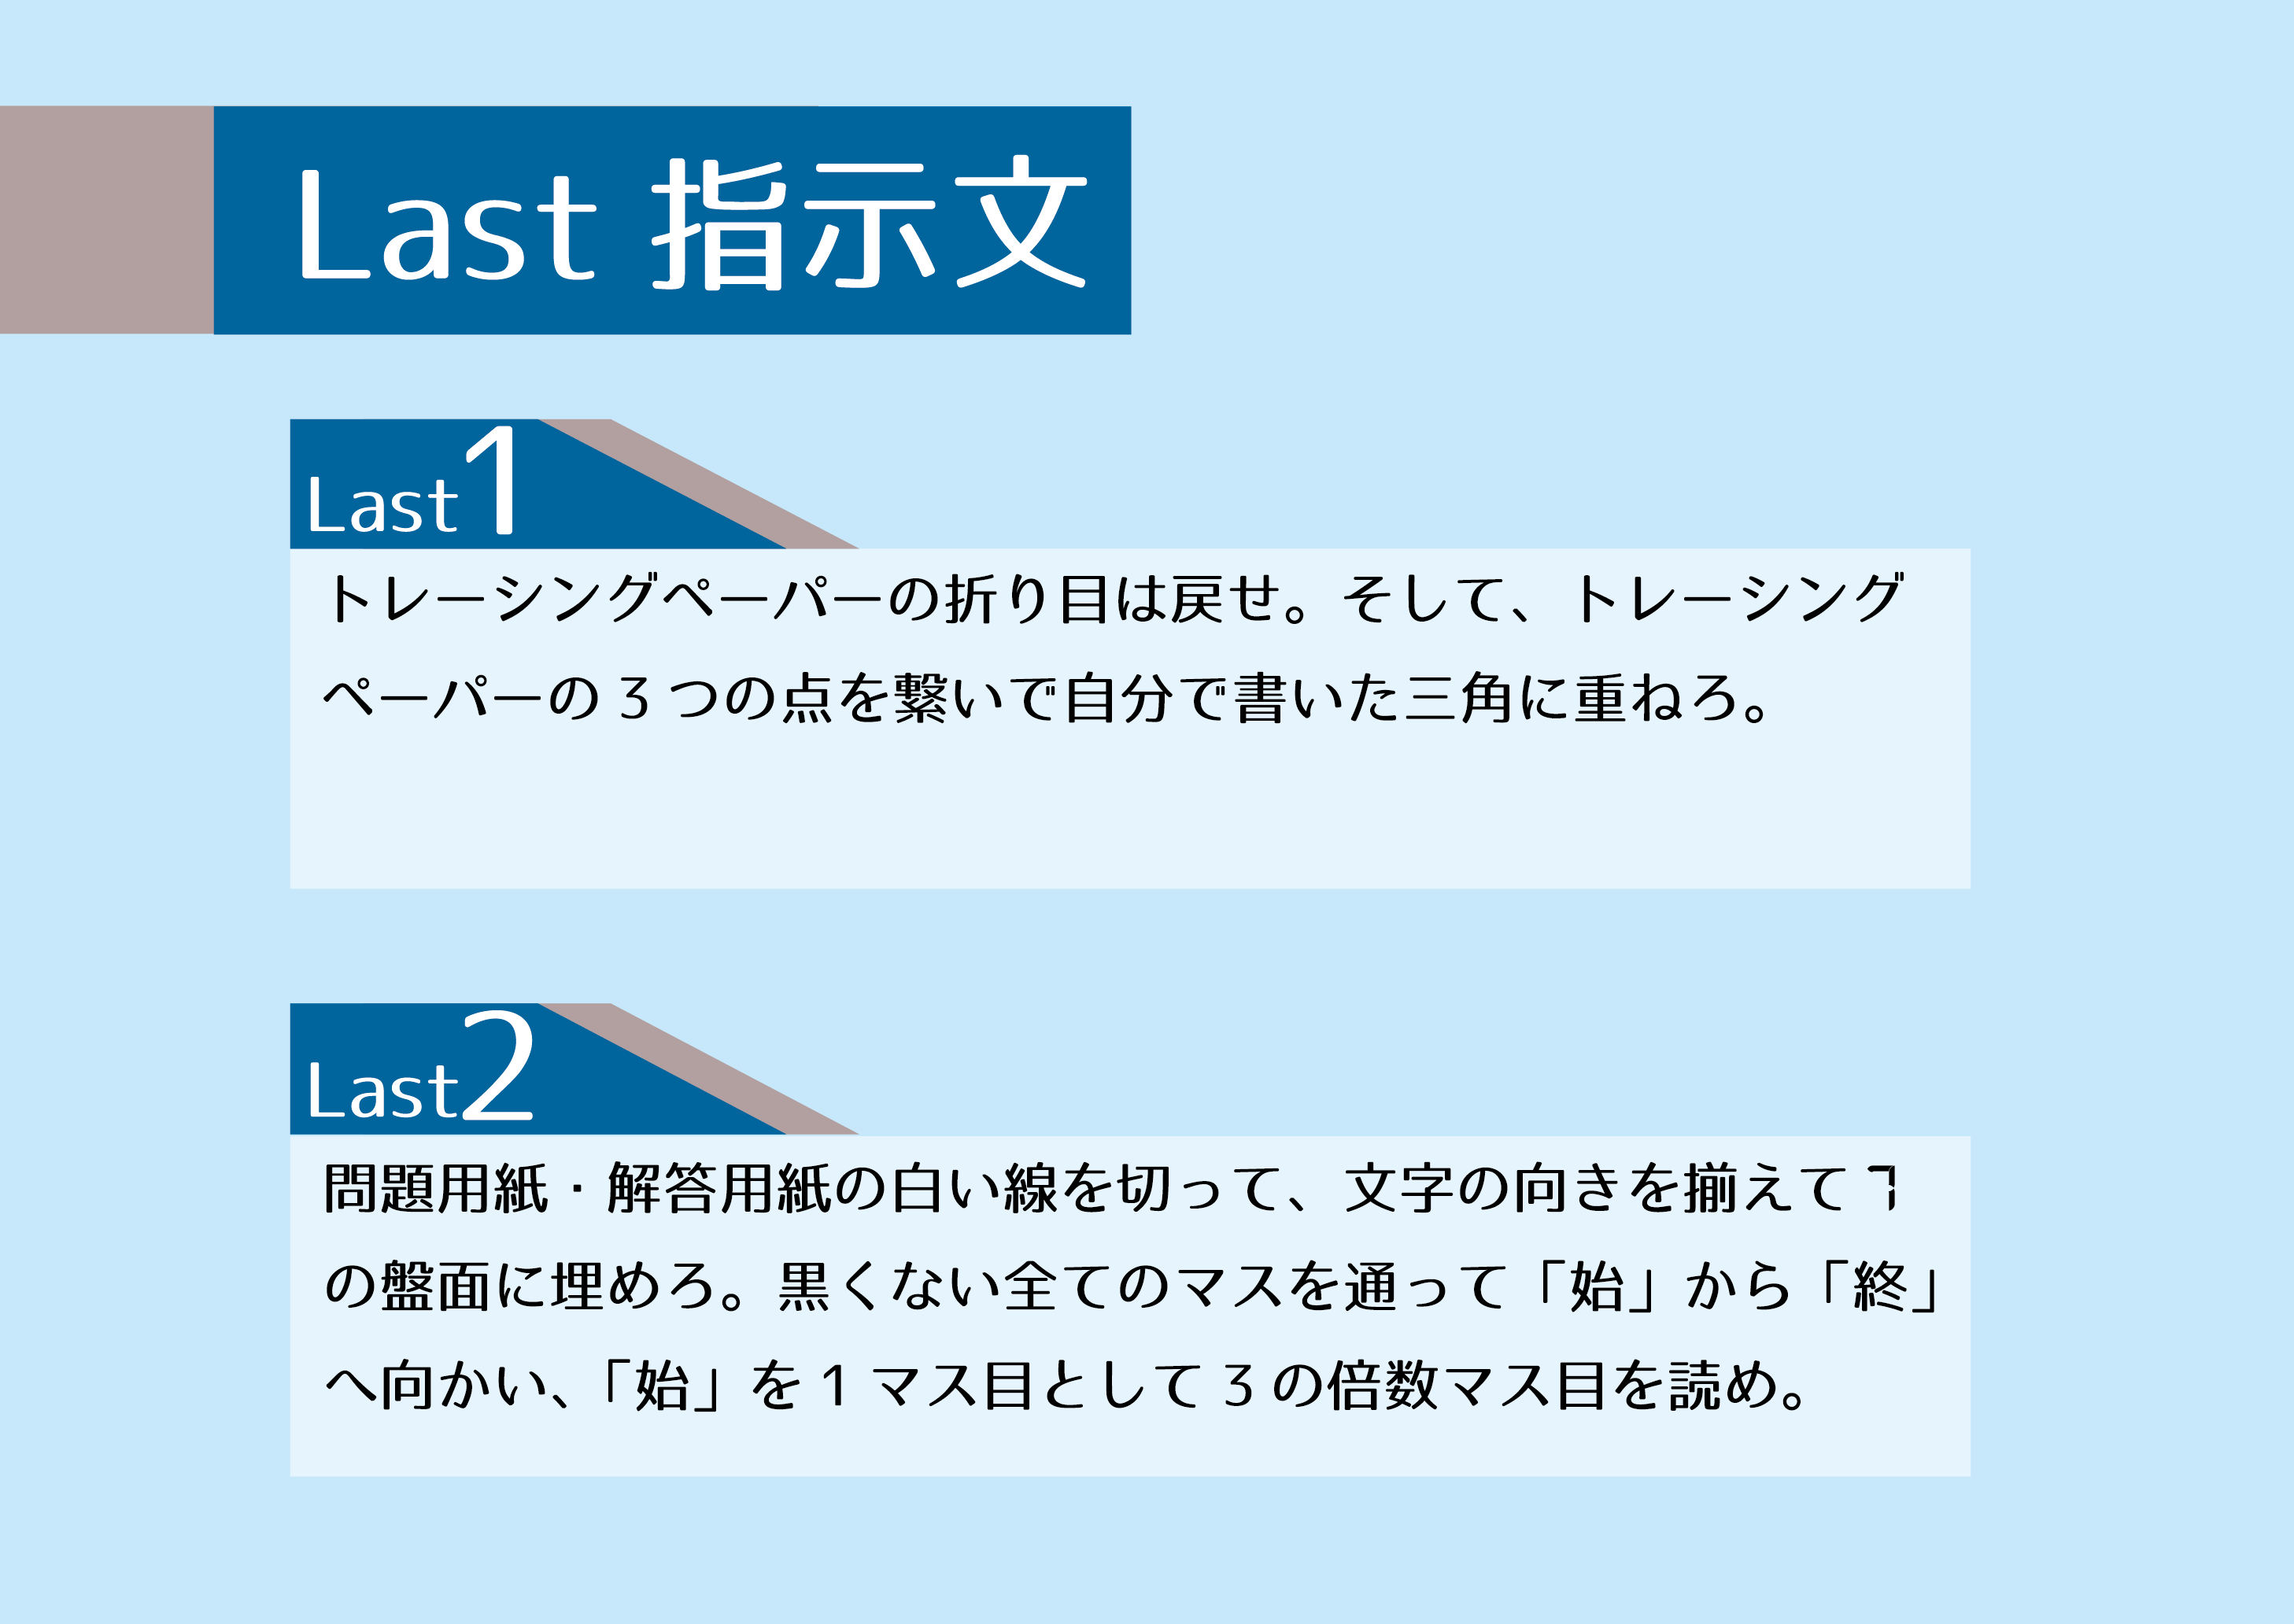 Last 指示文
Last1
トレーシングペーパーの折り目は戻せ。そして、トレーシング
ペーパーの3つの点を繋いで自分で書いた三角に重ねろ。
Last2
問題用紙・解答用紙の白い線を切って、文字の向きを揃えて
の盤面に埋めろ。黒くない全てのマスを通って「始」から「終」
へ向かい、「始」を1マス目として3の倍数マス目を読め。